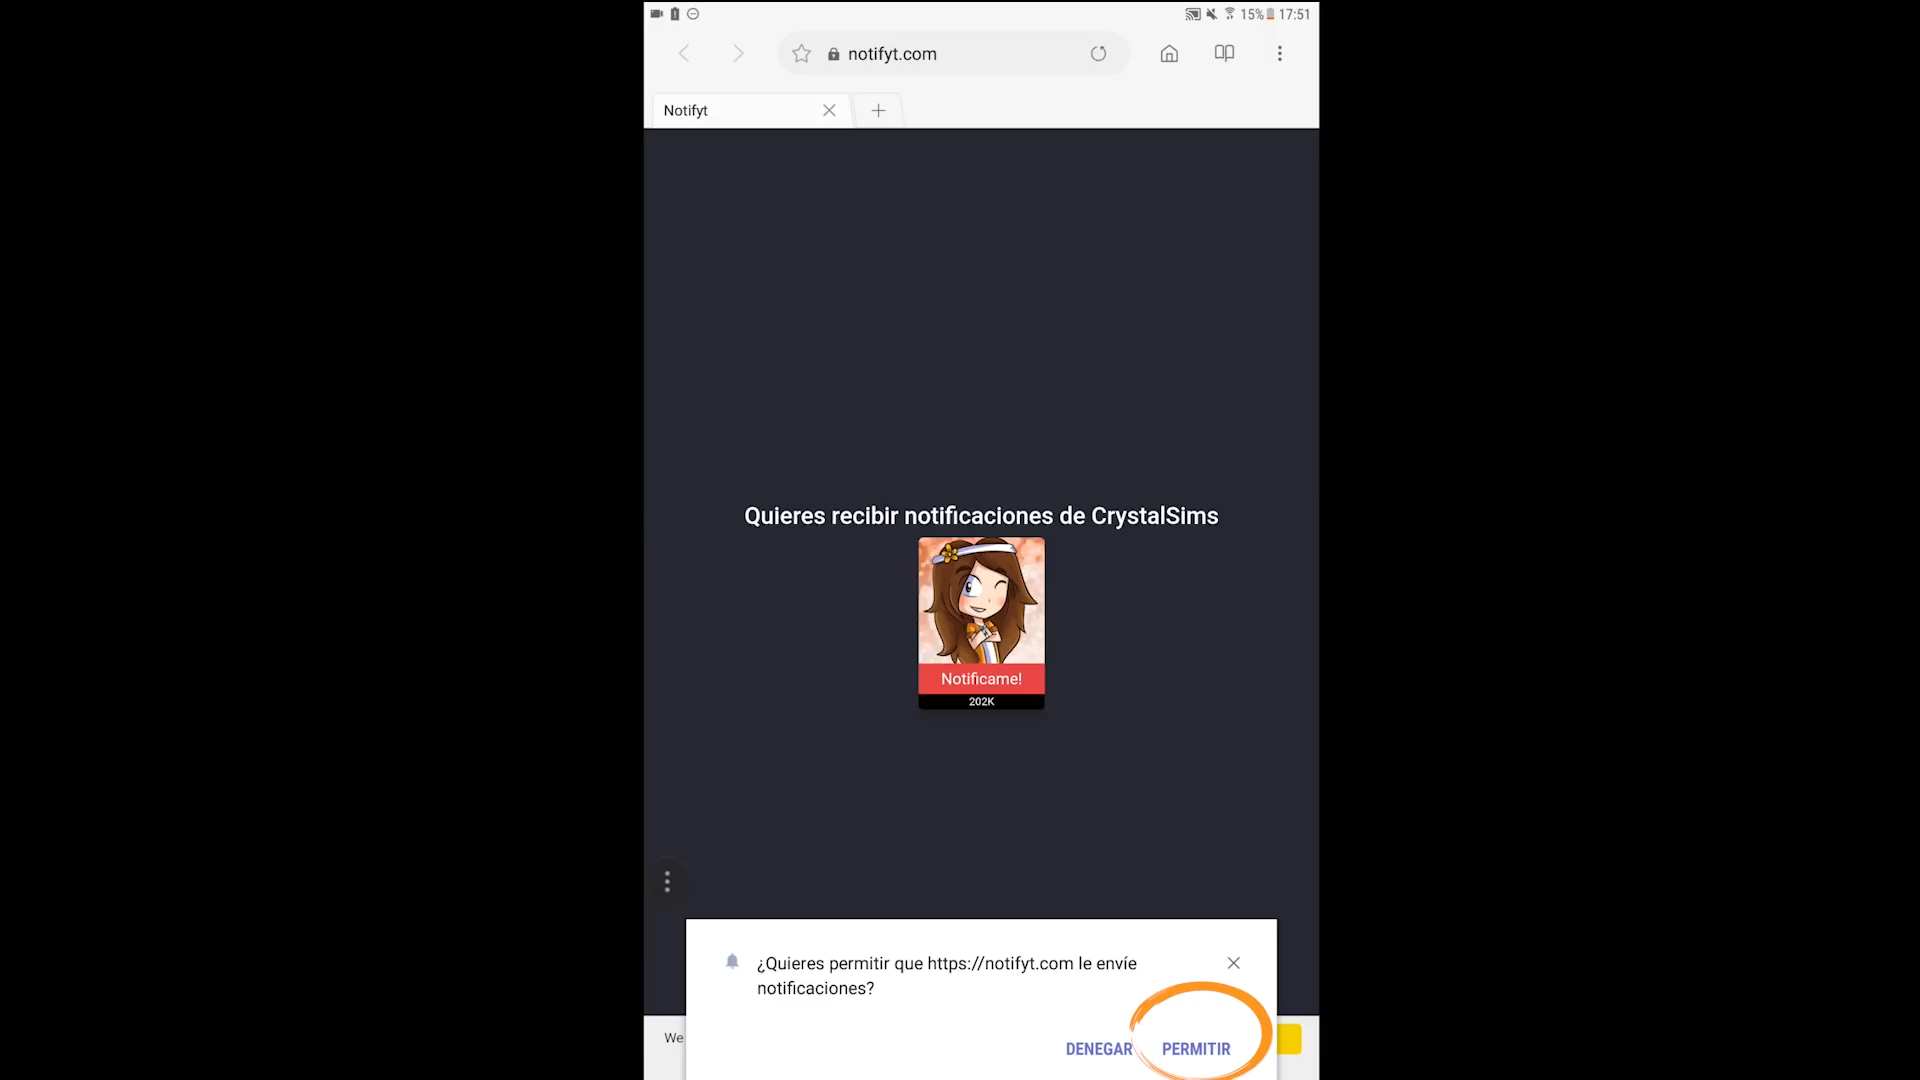 15% 17:51
notifyt.com
Notifyt
Quieres recibir notificaciones de CrystalSims
Notificame!
202K
¿Quieres permitir que https://notifyt.com le envíe
notificaciones?
We
DENEGAR PERMITIR